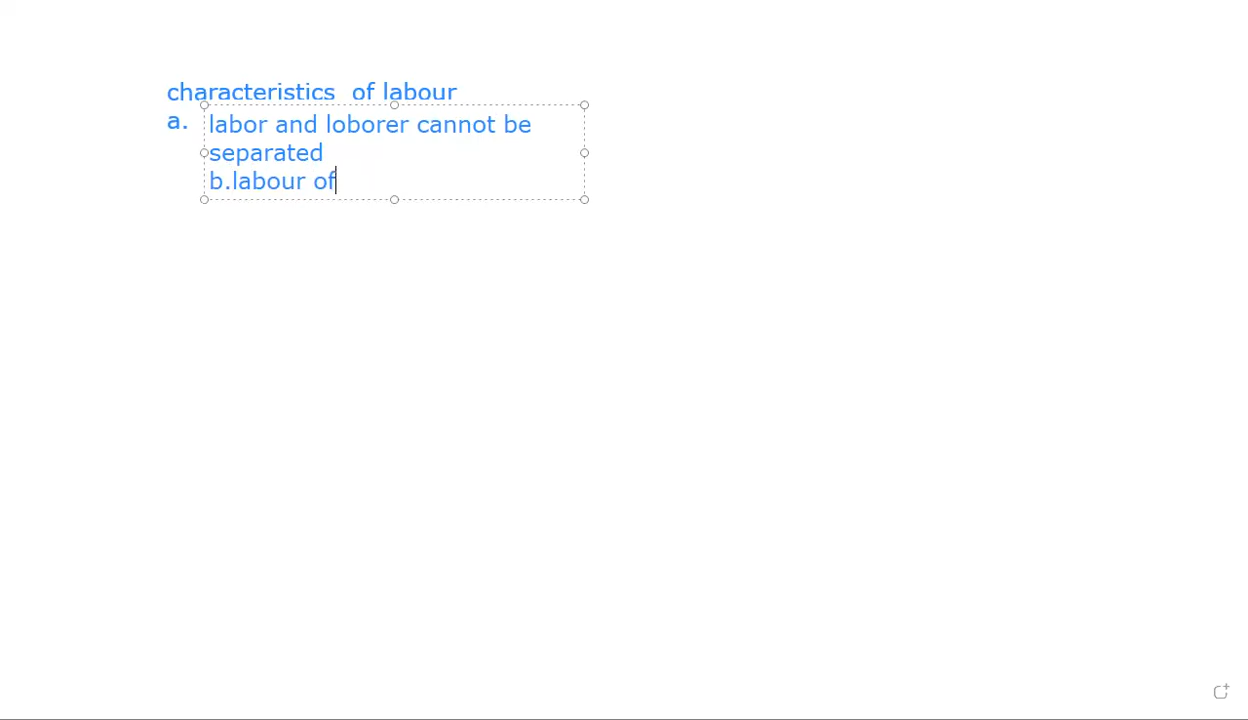 characteristics  of labour
a. labor and loborer cannot be
separated
b.labour of